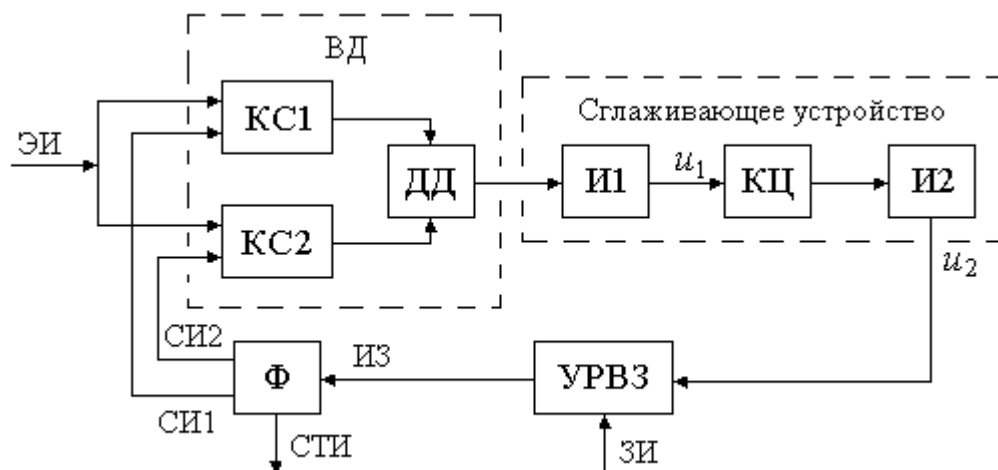 ВД
Сглаживающее устройство
ЭИ
КС1
ДД
И1
u₁
КЦ
И2
КС2
u₂
СИ2
Ф
ИЗ
УРВЗ
СИ1
СТИ
ЗИ